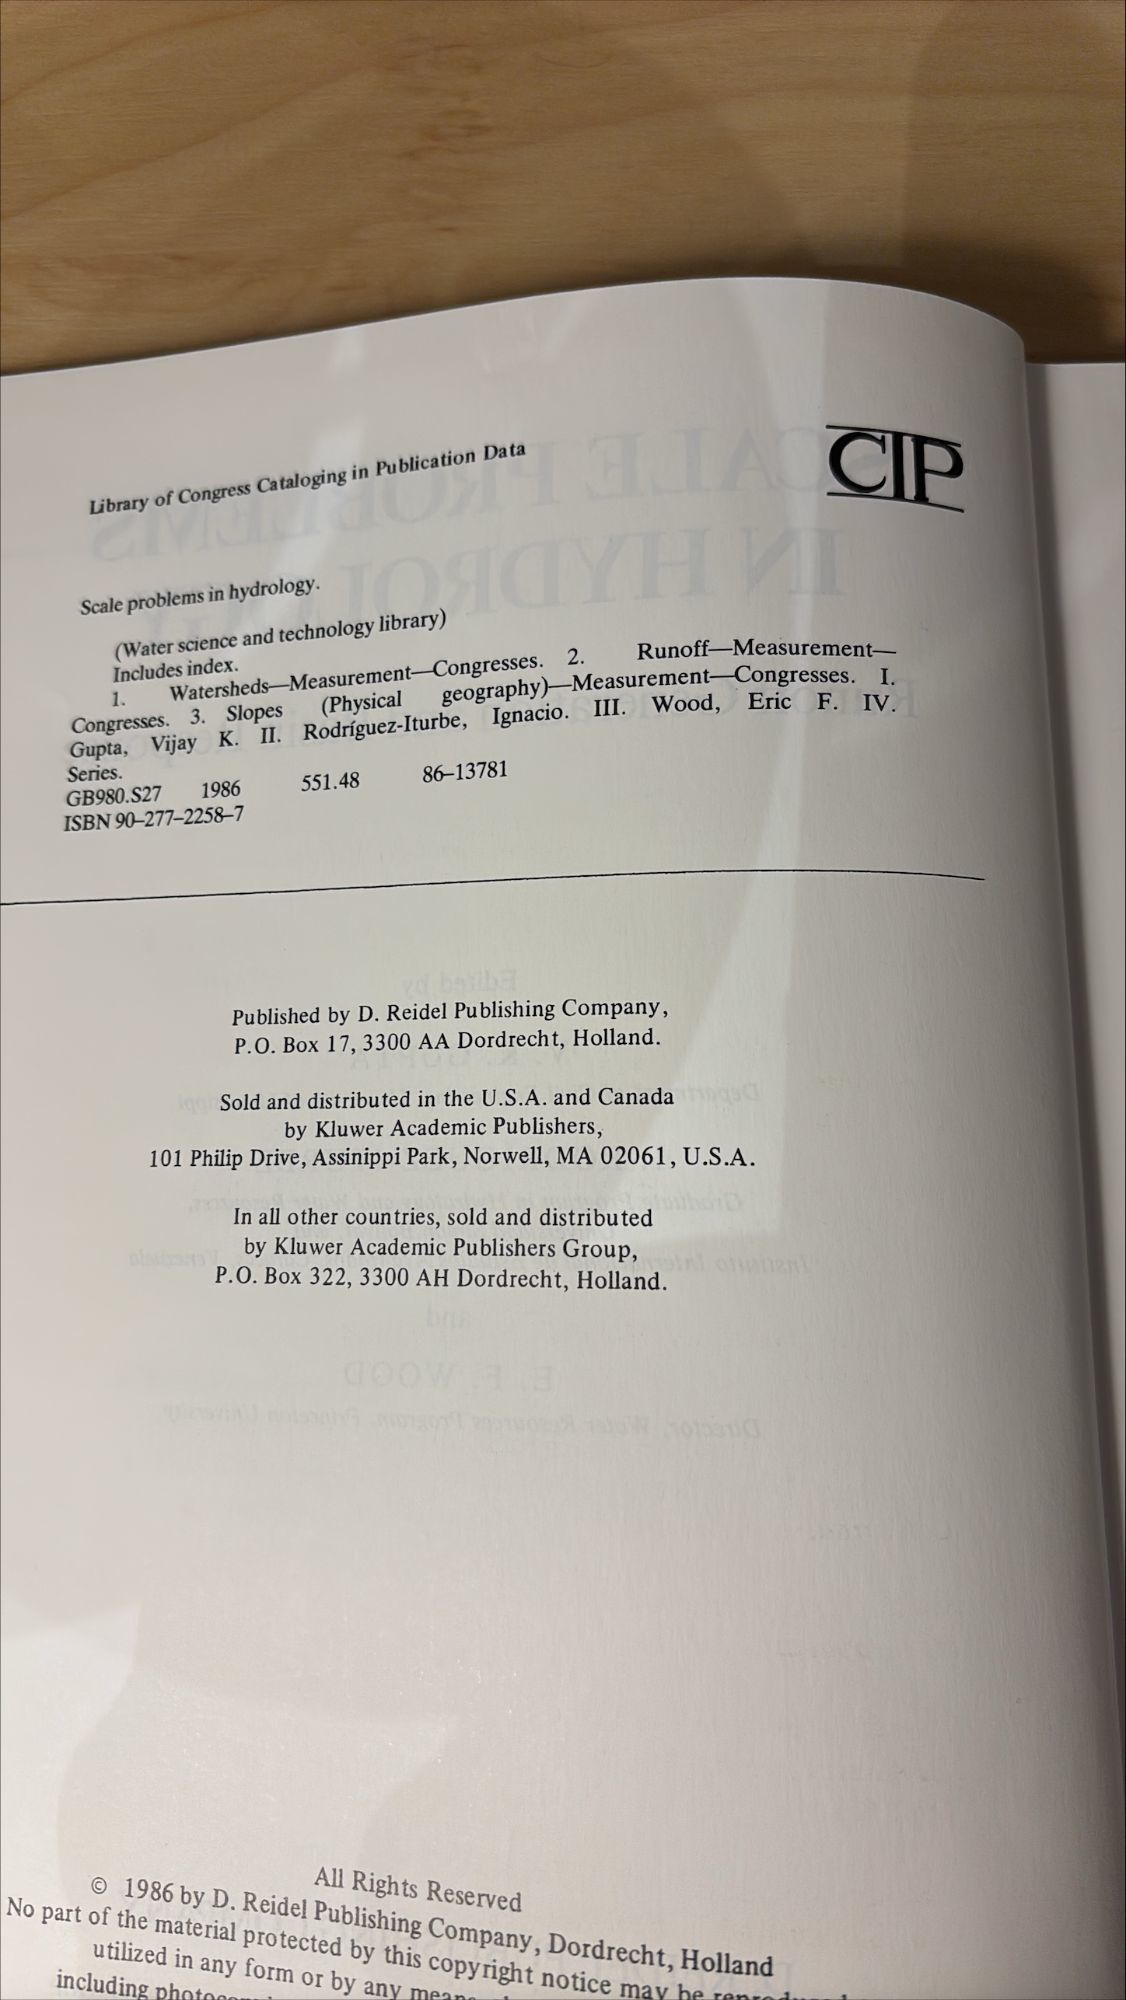 Library of Congress Cataloging in Publication Data
CIP
Scale problems in hydrology.
(Water science and technology library)
Includes index.
1. Watersheds—Measurement—Congresses. 2. Runoff—Measurement—
Congresses. 3. Slopes (Physical geography)—Measurement—Congresses. I.
Gupta, Vijay K. II. Rodríguez-Iturbe, Ignacio. III. Wood, Eric F. IV.
Series.
GB980.S27 1986 551.48 86–13781
ISBN 90–277–2258–7
Published by D. Reidel Publishing Company,
P.O. Box 17, 3300 AA Dordrecht, Holland.
Sold and distributed in the U.S.A. and Canada
by Kluwer Academic Publishers,
101 Philip Drive, Assinippi Park, Norwell, MA 02061, U.S.A.
In all other countries, sold and distributed
by Kluwer Academic Publishers Group,
P.O. Box 322, 3300 AH Dordrecht, Holland.
All Rights Reserved
© 1986 by D. Reidel Publishing Company, Dordrecht, Holland
No part of the material protected by this copyright notice may be
utilized in any form or by any
including